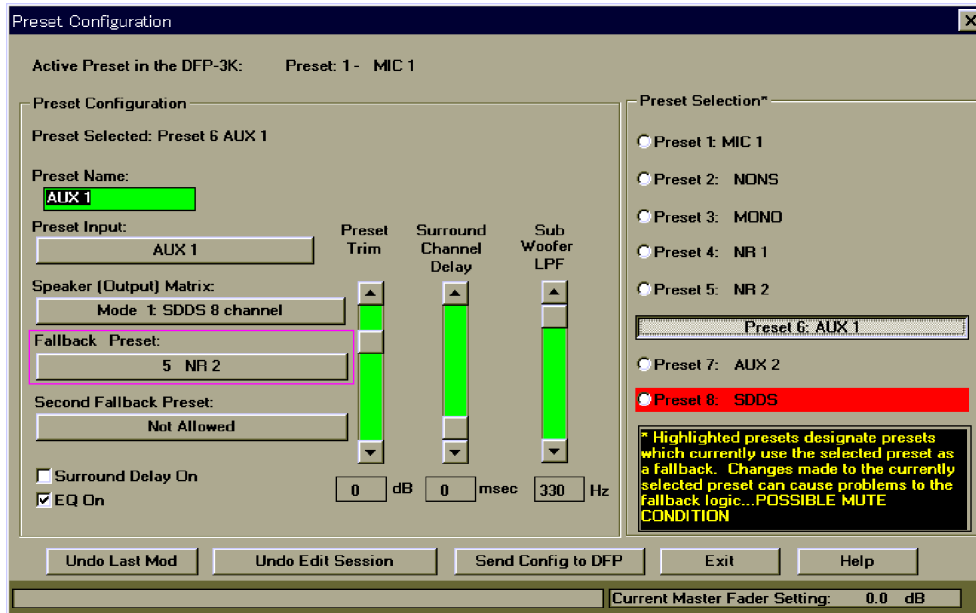 Preset Configuration
Active Preset in the DFP-3K: Preset: 1 - MIC 1
Preset Configuration
Preset Selected: Preset 6 AUX 1
Preset Name:
AUX 1
Preset Input:
AUX 1
Speaker (Output) Matrix:
Mode 1: SDDS 8 channel
Fallback Preset:
5 NR 2
Second Fallback Preset:
Not Allowed
Surround Delay On
EQ On
Preset
Trim
0 dB
Surround
Channel
Delay
0 msec
Sub
Woofer
LPF
330 Hz
Preset Selection*
Preset 1: MIC 1
Preset 2: NONS
Preset 3: MONO
Preset 4: NR 1
Preset 5: NR 2
Preset 6: AUX 1
Preset 7: AUX 2
Preset 8: SDDS
* Highlighted presets designate presets
which currently use the selected preset as
a fallback. Changes made to the currently
selected preset can cause problems to the
fallback logic...POSSIBLE MUTE
CONDITION
Undo Last Mod
Undo Edit Session
Send Config to DFP
Exit
Help
Current Master Fader Setting: 0.0 dB